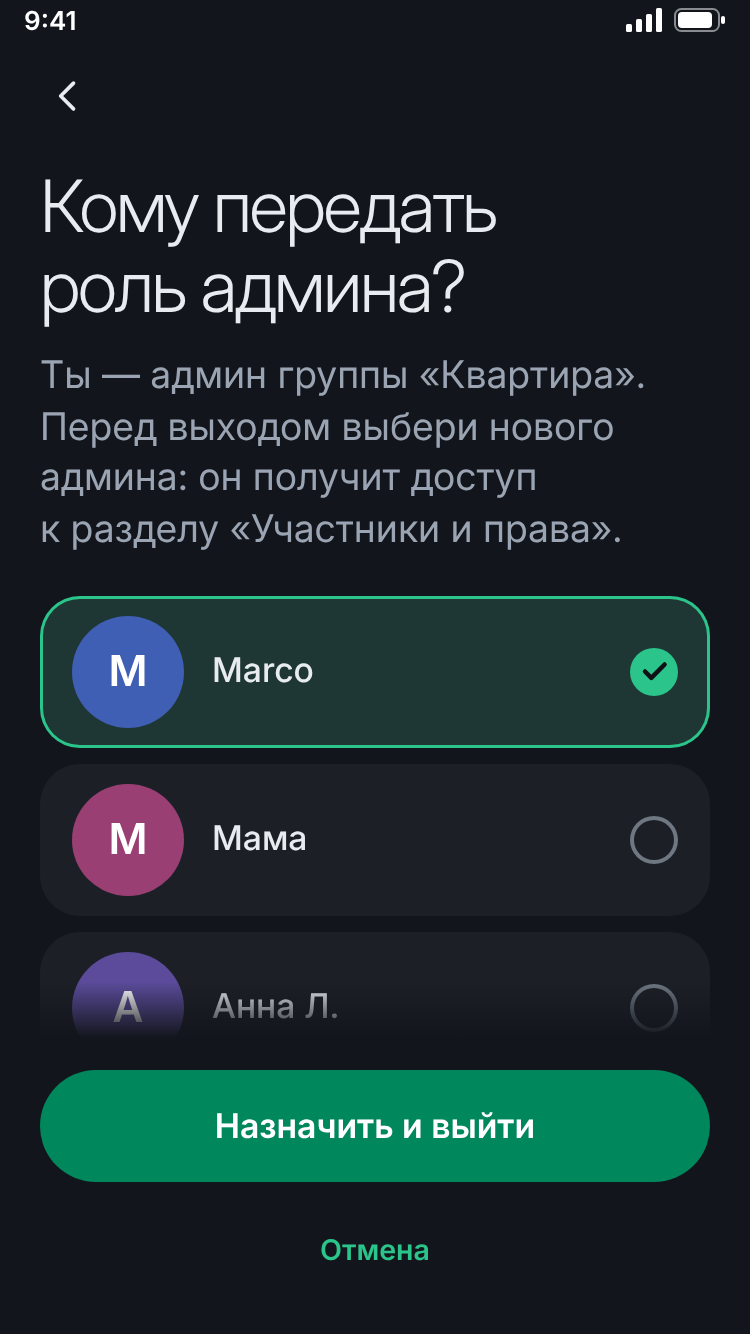 9:41
Кому передать
роль админа?
Ты — админ группы «Квартира».
Перед выходом выбери нового
админа: он получит доступ
к разделу «Участники и права».
M Marco
М Мама
А Анна Л.
Назначить и выйти
Отмена